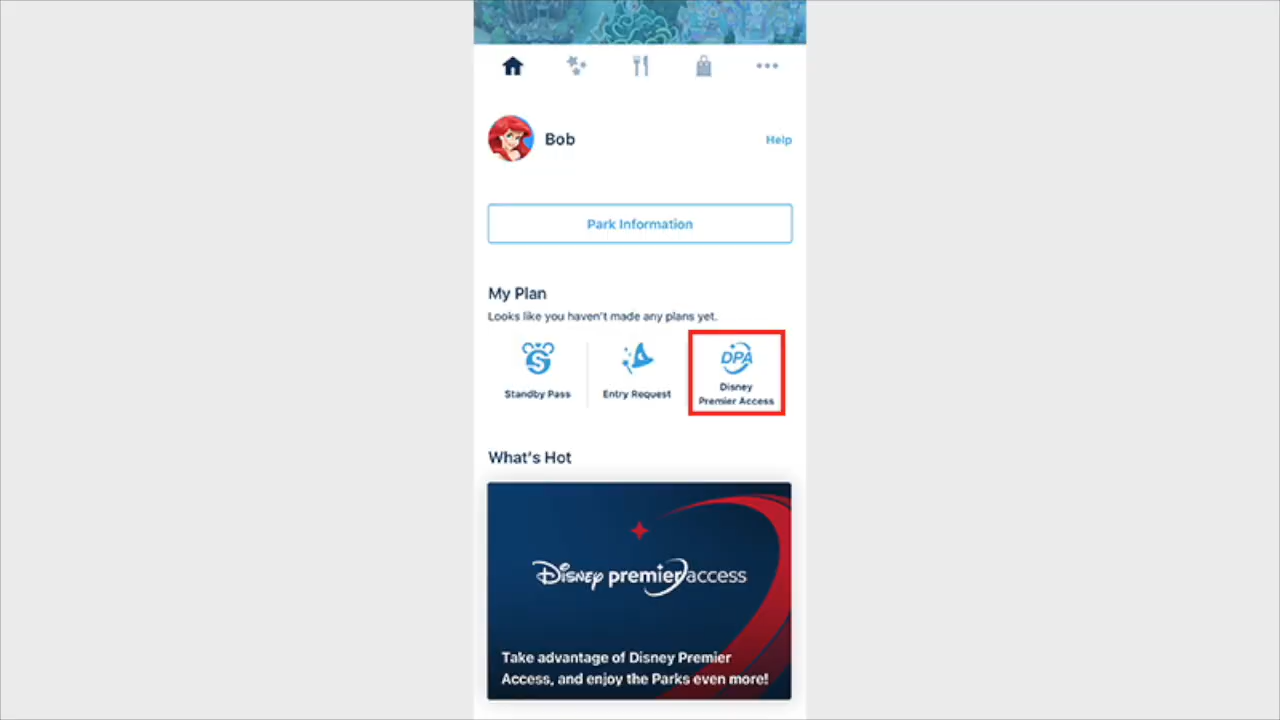 Bob
Help
Park Information
My Plan
Looks like you haven't made any plans yet.
S
Standby Pass
Entry Request
DPA
Disney
Premier Access
What's Hot
Disney premier access
Take advantage of Disney Premier
Access, and enjoy the Parks even more!